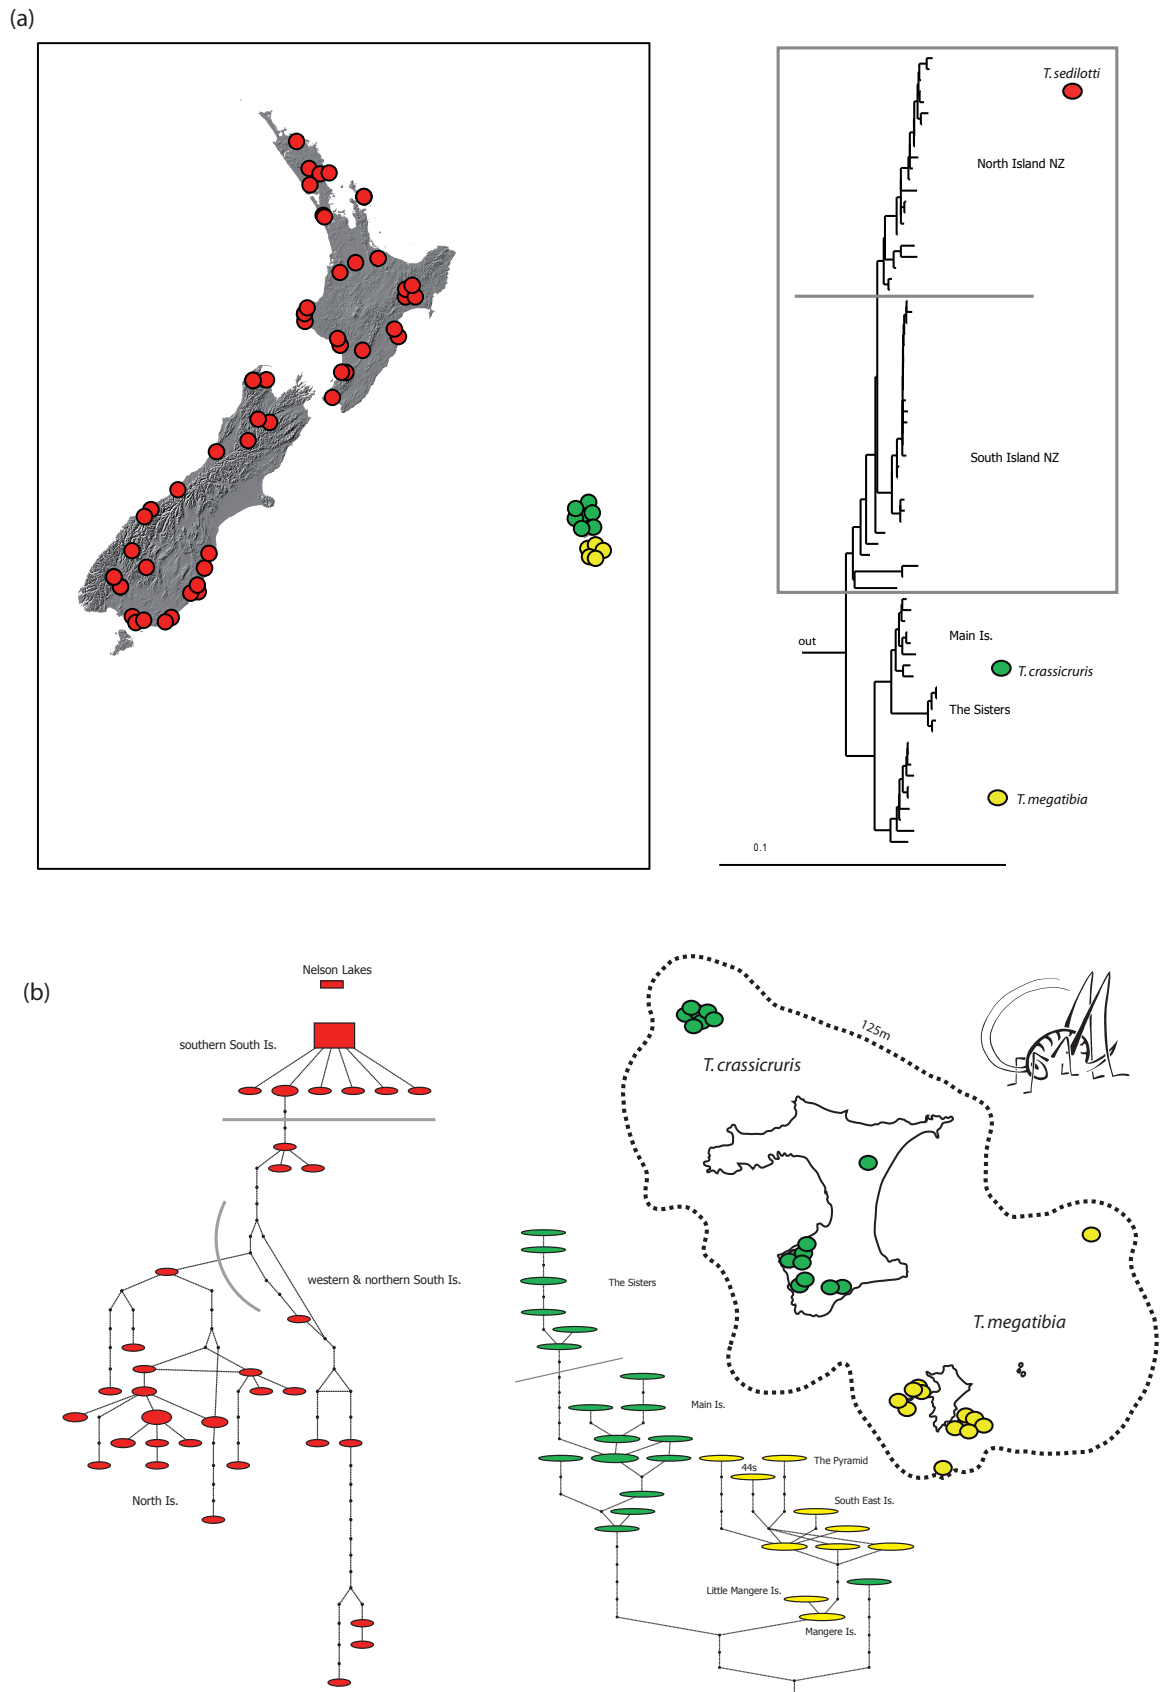 (a)
T. sedilotti
North Island NZ
South Island NZ
out
Main Is.
T. crassicruris
The Sisters
T. megatibia
0.1
(b)
Nelson Lakes
southern South Is.
western & northern South Is.
North Is.
125m
T. crassicruris
T. megatibia
The Sisters
Main Is.
The Pyramid
44s
South East Is.
Little Mangere Is.
Mangere Is.